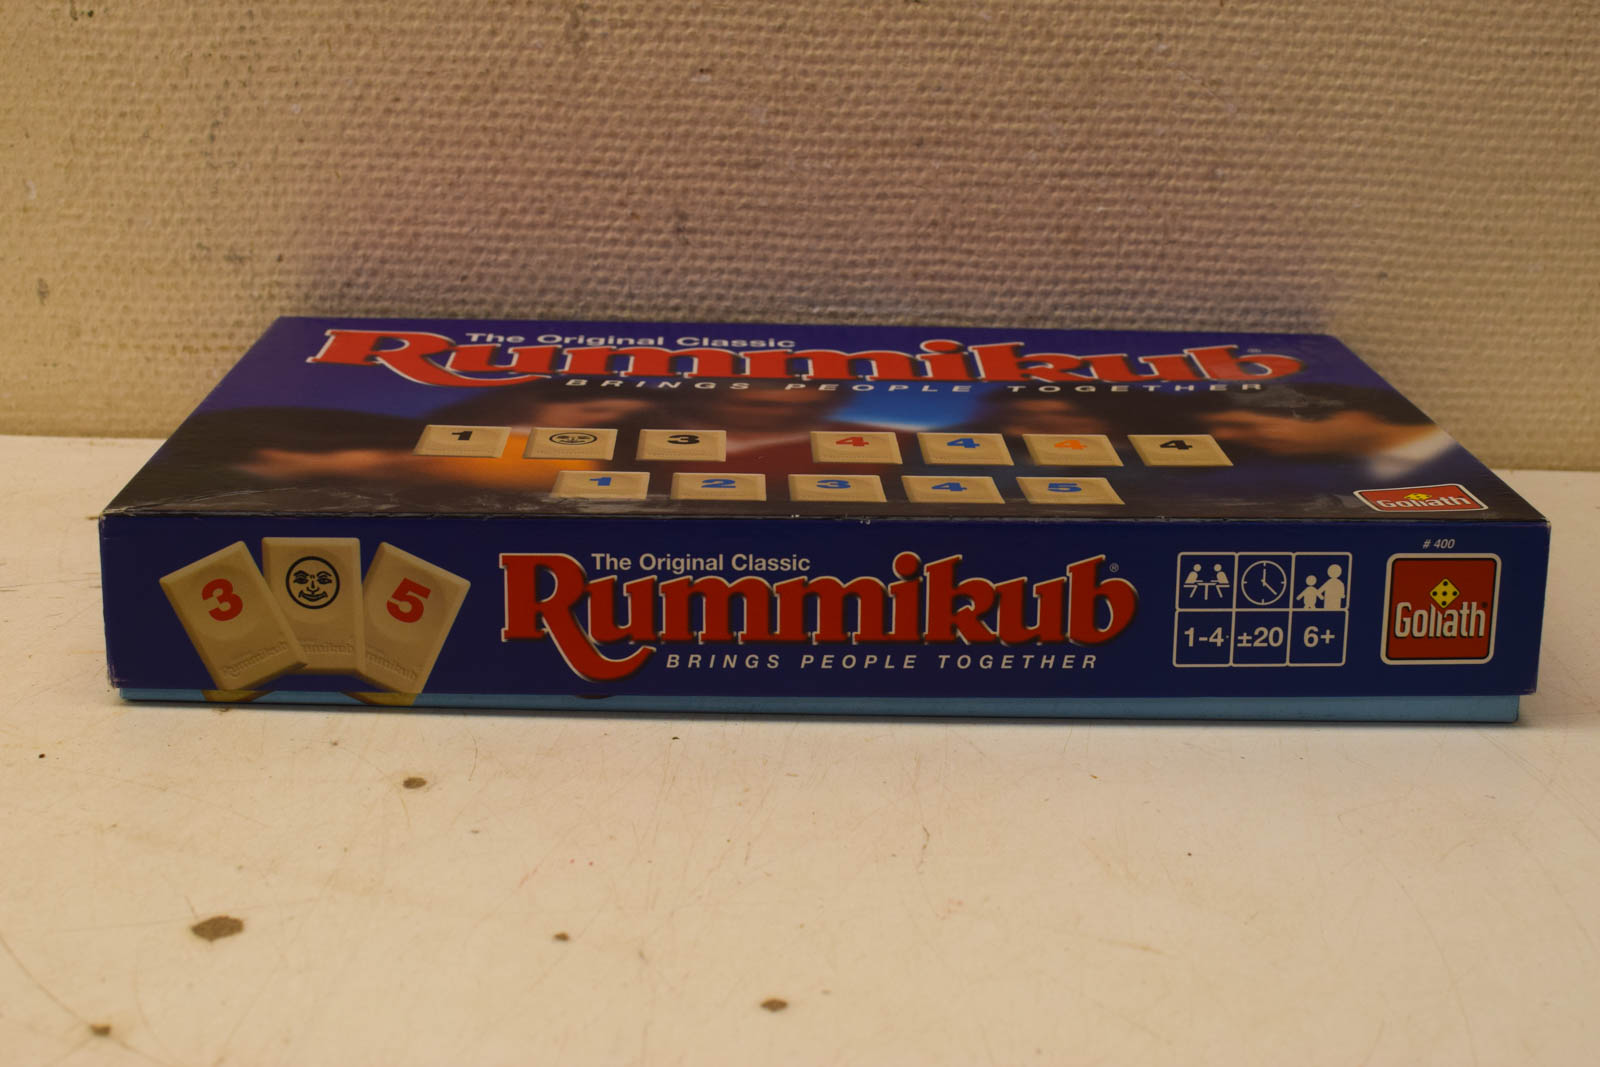 The Original Classic
Rummikub®
BRINGS PEOPLE TOGETHER
1 3 4 4 4 4
1 2 3 4 5
Goliath
3 5
Rummikub
The Original Classic
Rummikub®
BRINGS PEOPLE TOGETHER
1-4 ±20 6+
# 400
Goliath®